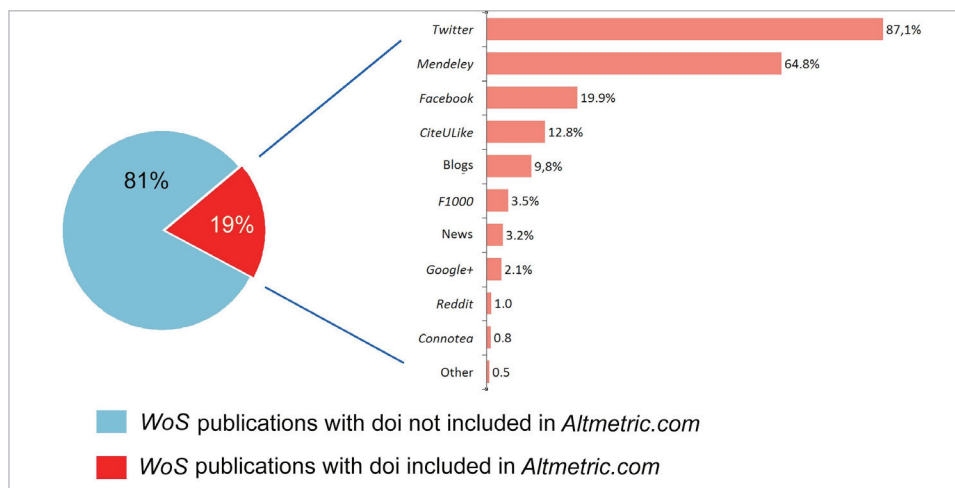 Twitter 87,1%
Mendeley 64.8%
Facebook 19.9%
CiteULike 12.8%
Blogs 9,8%
F1000 3.5%
News 3.2%
Google+ 2.1%
Reddit 1.0
Connotea 0.8
Other 0.5
81%
19%
WoS publications with doi not included in Altmetric.com
WoS publications with doi included in Altmetric.com